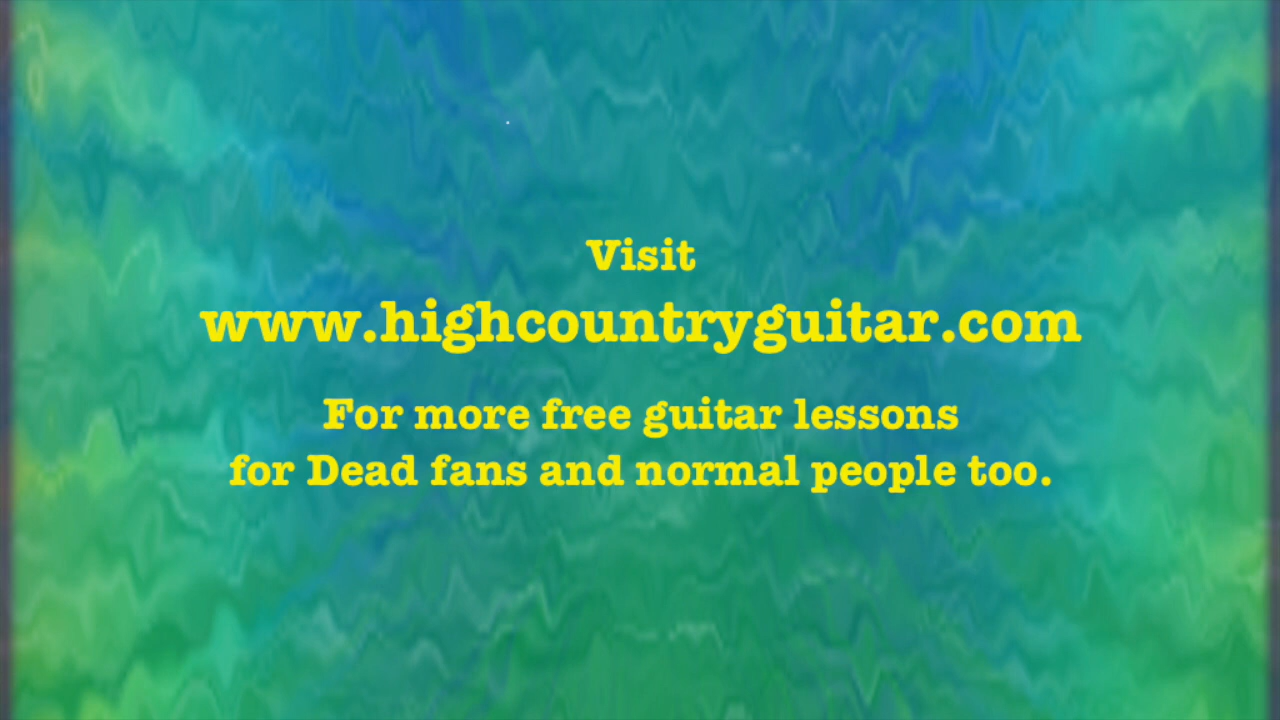 Visit
www.highcountryguitar.com
For more free guitar lessons
for Dead fans and normal people too.